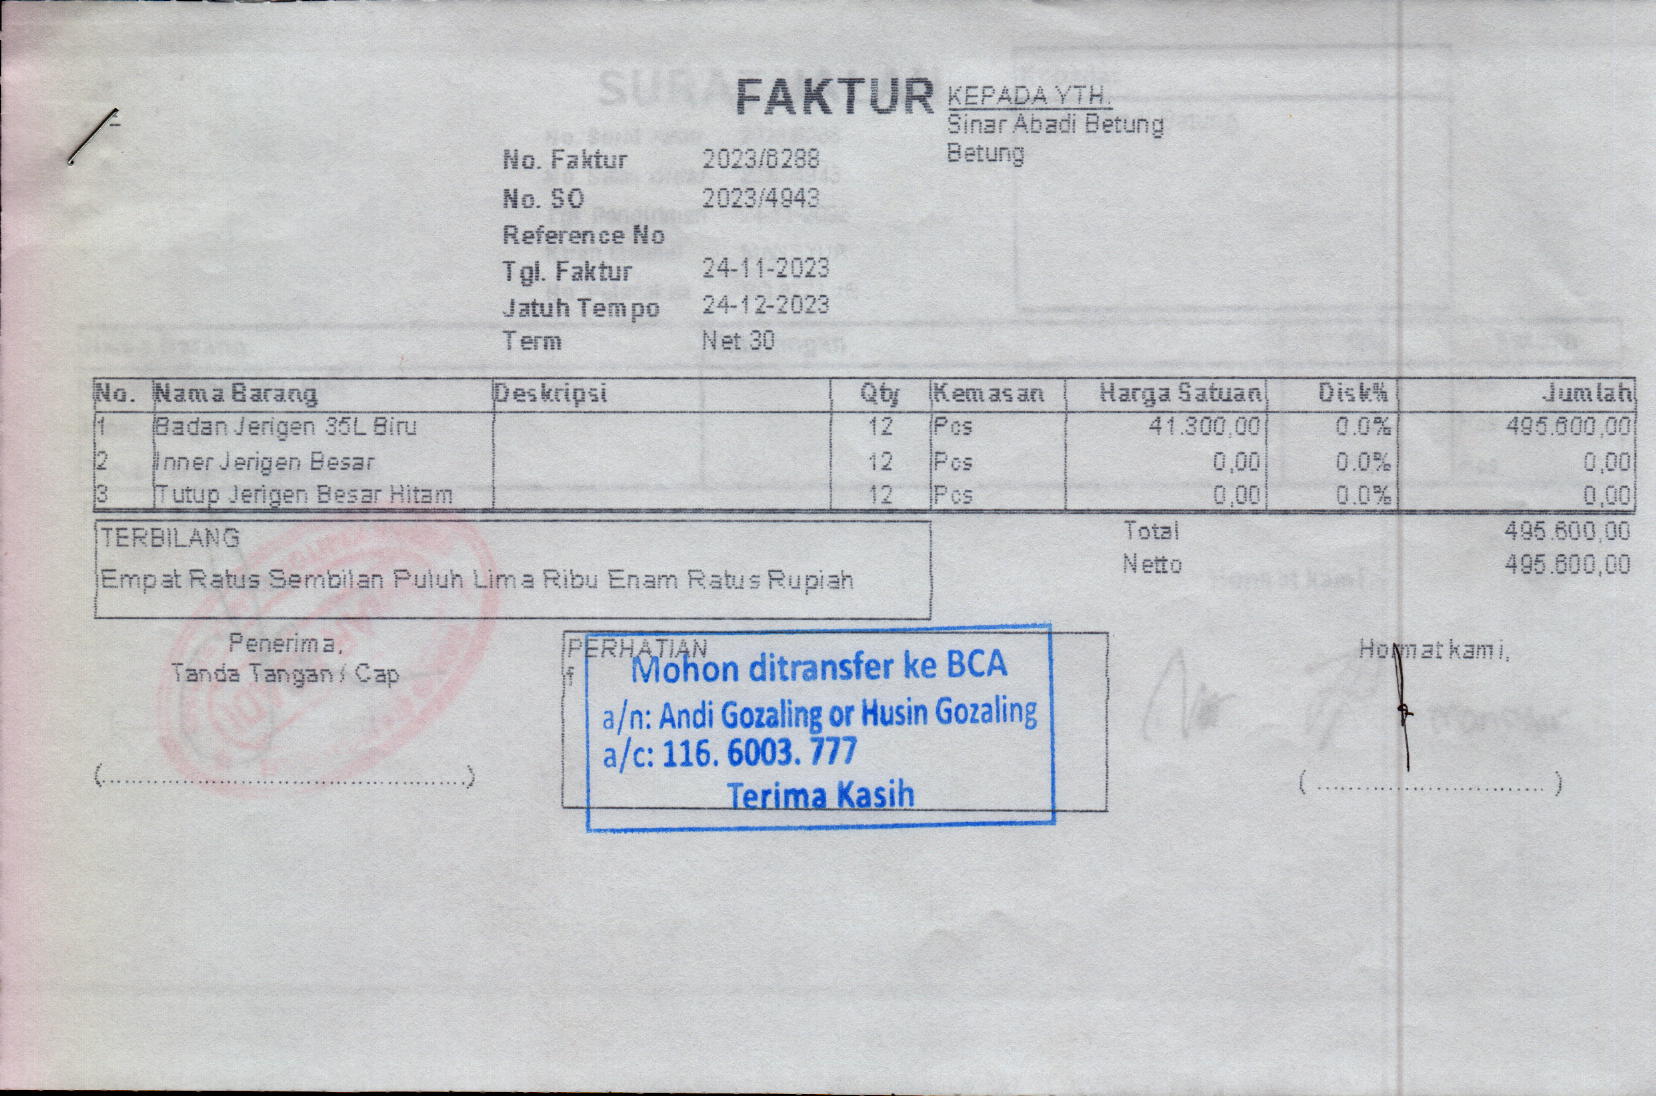 FAKTUR
KEPADA YTH.
Sinar Abadi Betung
Betung
No. Faktur 2023/6288
No. SO 2023/4943
Reference No
Tgl. Faktur 24-11-2023
Jatuh Tempo 24-12-2023
Term Net 30
No. Nama Barang Deskripsi Qty Kemasan Harga Satuan Disk% Jumlah
1 Badan Jerigen 35L Biru 12 Pcs 41.300,00 0.0% 495.600,00
2 Inner Jerigen Besar 12 Pcs 0,00 0.0% 0,00
3 Tutup Jerigen Besar Hitam 12 Pcs 0,00 0.0% 0,00
TERBILANG
Empat Ratus Sembilan Puluh Lima Ribu Enam Ratus Rupiah
Total 495.600,00
Netto 495.600,00
Penerima,
Tanda Tangan / Cap
(.....................................................)
PERHATIAN
f
Mohon ditransfer ke BCA
a/n: Andi Gozaling or Husin Gozaling
a/c: 116. 6003. 777
Terima Kasih
Hormat kami,
( ................................. )